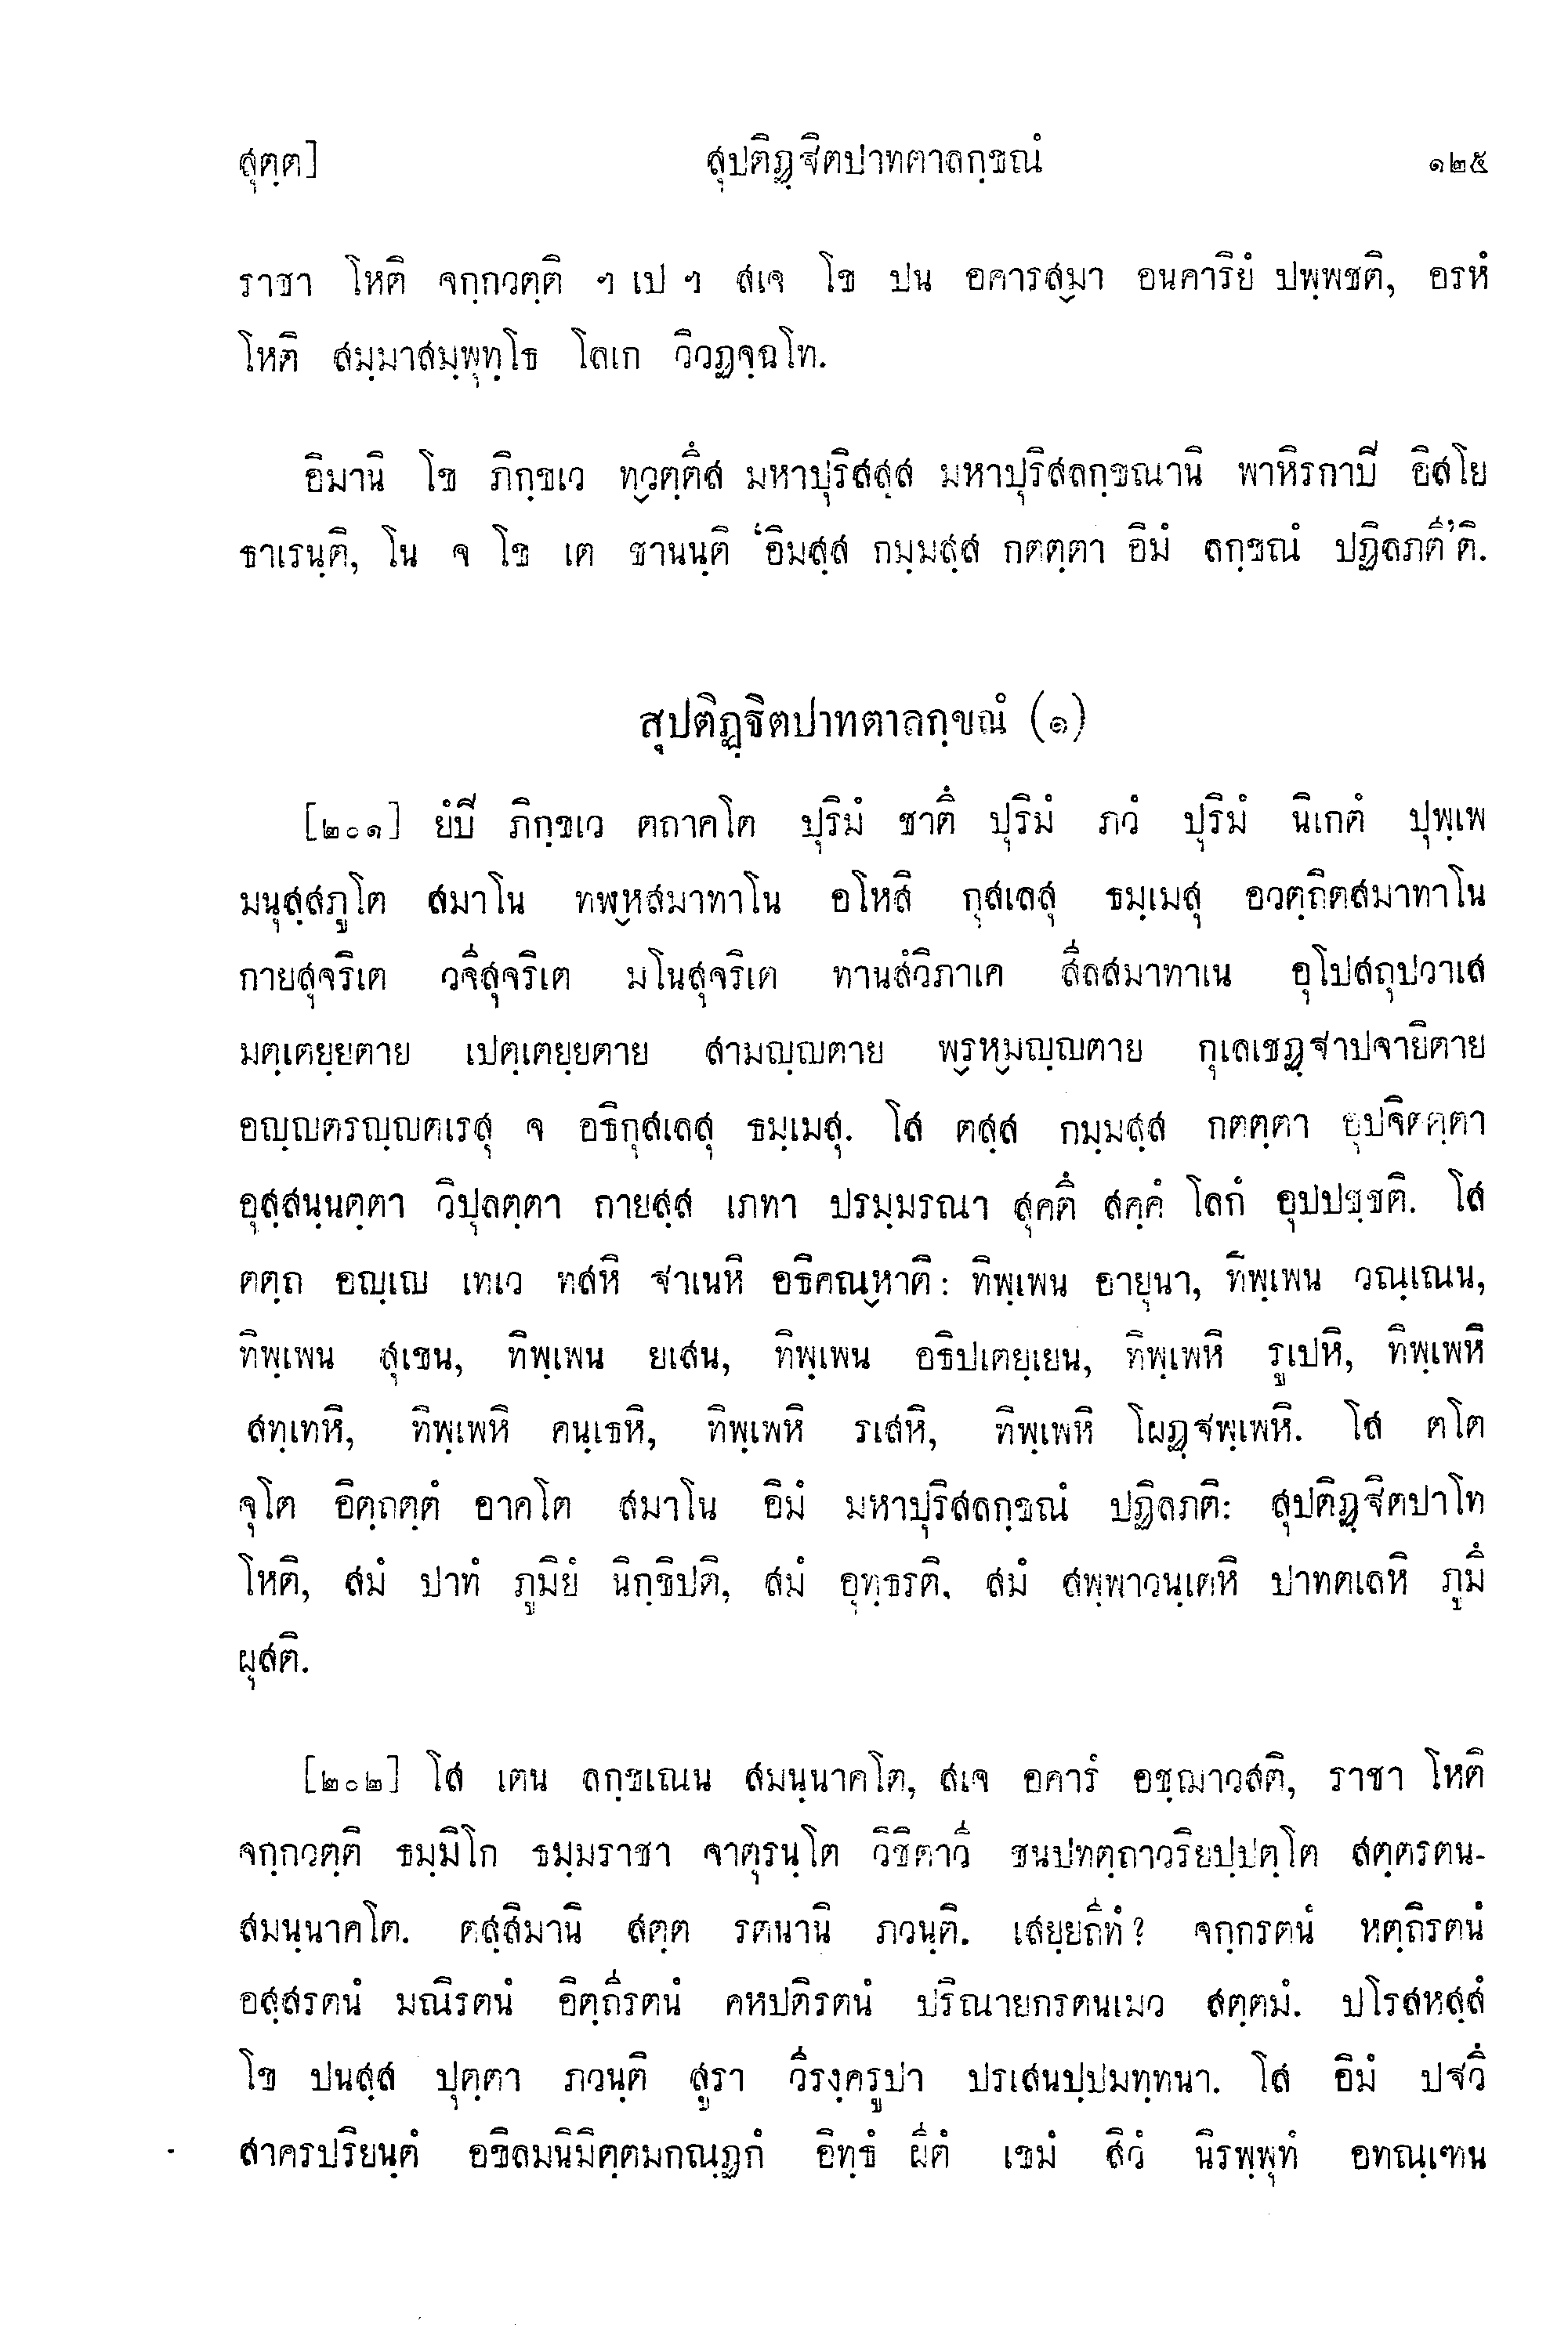 สุตฺต] สุปติฏฺฐิตปาทตาลกฺขณํ ๑๒๕
ราชา โหติ จกฺกวตฺติ ฯ เป ฯ สเจ โข ปน อคารสฺมา อนคาริยํ ปพฺพชติ, อรหํ
โหติ สมฺมาสมฺพุทฺโธ โลเก วิวฏจฺฉโท.
อิมานิ โข ภิกฺขเว ทฺวตฺตึส มหาปุริสสฺส มหาปุริสลกฺขณานิ พาหิรกาปี อิสโย
ธาเรนฺติ, โน จ โข เต ชานนฺติ ‘อิมสฺส กมฺมสฺส กตตฺตา อิมํ ลกฺขณํ ปฏิลภตี’ติ.
สุปติฏฺฐิตปาทตาลกฺขณํ (๑)
[๒๐๑] ยํปี ภิกฺขเว ตถาคโต ปุริมํ ชาตึ ปุริมํ ภวํ ปุริมํ นิเกตํ ปุพฺเพ
มนุสฺสภูโต สมาโน ทพฺหสมาทาโน อโหสิ กุสเลสุ ธมฺเมสุ อวตฺถิตสมาทาโน
กายสุจริเต วจีสุจริเต มโนสุจริเต ทานสํวิภาเค สีลสมาทาเน อุโปสถุปวาเส
มตฺเตยฺยตาย เปตฺเตยฺยตาย สามญฺญตาย พฺรหฺมญฺญตาย กุเลเชฏฺฐาปจายิตาย
อญฺญตรญฺญตเรสุ จ อธิกุสเลสุ ธมฺเมสุ. โส ตสฺส กมฺมสฺส กตตฺตา อุปจิตตฺตา
อุสฺสนฺนตฺตา วิปุลตฺตา กายสฺส เภทา ปรมฺมรณา สุคตึ สคฺคํ โลกํ อุปปชฺชติ. โส
ตตฺถ อญฺเญ เทเว ทสหิ ฐาเนหิ อธิคณฺหาติ: ทิพฺเพน อายุนา, ทิพฺเพน วณฺเณน,
ทิพฺเพน สุเขน, ทิพฺเพน ยเสน, ทิพฺเพน อธิปเตยฺเยน, ทิพฺเพหิ รูเปหิ, ทิพฺเพหิ
สทฺเทหิ, ทิพฺเพหิ คนฺเธหิ, ทิพฺเพหิ รเสหิ, ทิพฺเพหิ โผฏฺฐพฺเพหิ. โส ตโต
จุโต อิตฺถตฺตํ อาคโต สมาโน อิมํ มหาปุริสลกฺขณํ ปฏิลภติ: สุปติฏฺฐิตปาโท
โหติ, สมํ ปาทํ ภูมิยํ นิกฺขิปติ, สมํ อุทฺธรติ, สมํ สพฺพาวนฺเตหิ ปาทตเลหิ ภูมึ
ผุสติ.
[๒๐๒] โส เตน ลกฺขเณน สมนฺนาคโต, สเจ อคารํ อชฺฌาวสติ, ราชา โหติ
จกฺกวตฺติ ธมฺมิโก ธมฺมราชา จาตุรนฺโต วิชิตาวี ชนปทตฺถาวริยปฺปตฺโต สตฺตรตน-
สมนฺนาคโต. ตสฺสิมานิ สตฺต รตนานิ ภวนฺติ. เสยฺยถีทํ? จกฺกรตนํ หตฺถิรตนํ
อสฺสรตนํ มณิรตนํ อิตฺถีรตนํ คหปติรตนํ ปริณายกรตนเมว สตฺตมํ. ปโรสหสฺสํ
โข ปนสฺส ปุตฺตา ภวนฺติ สูรา วีรงฺครูปา ปรเสนปฺปมทฺทนา. โส อิมํ ปฐวึ
สาครปริยนฺตํ อขิลมนิมิตฺตมกณฺฏกํ อิทฺธํ ผีตํ เขมํ สิวํ นิรพฺพุทํ อทณฺเฑน